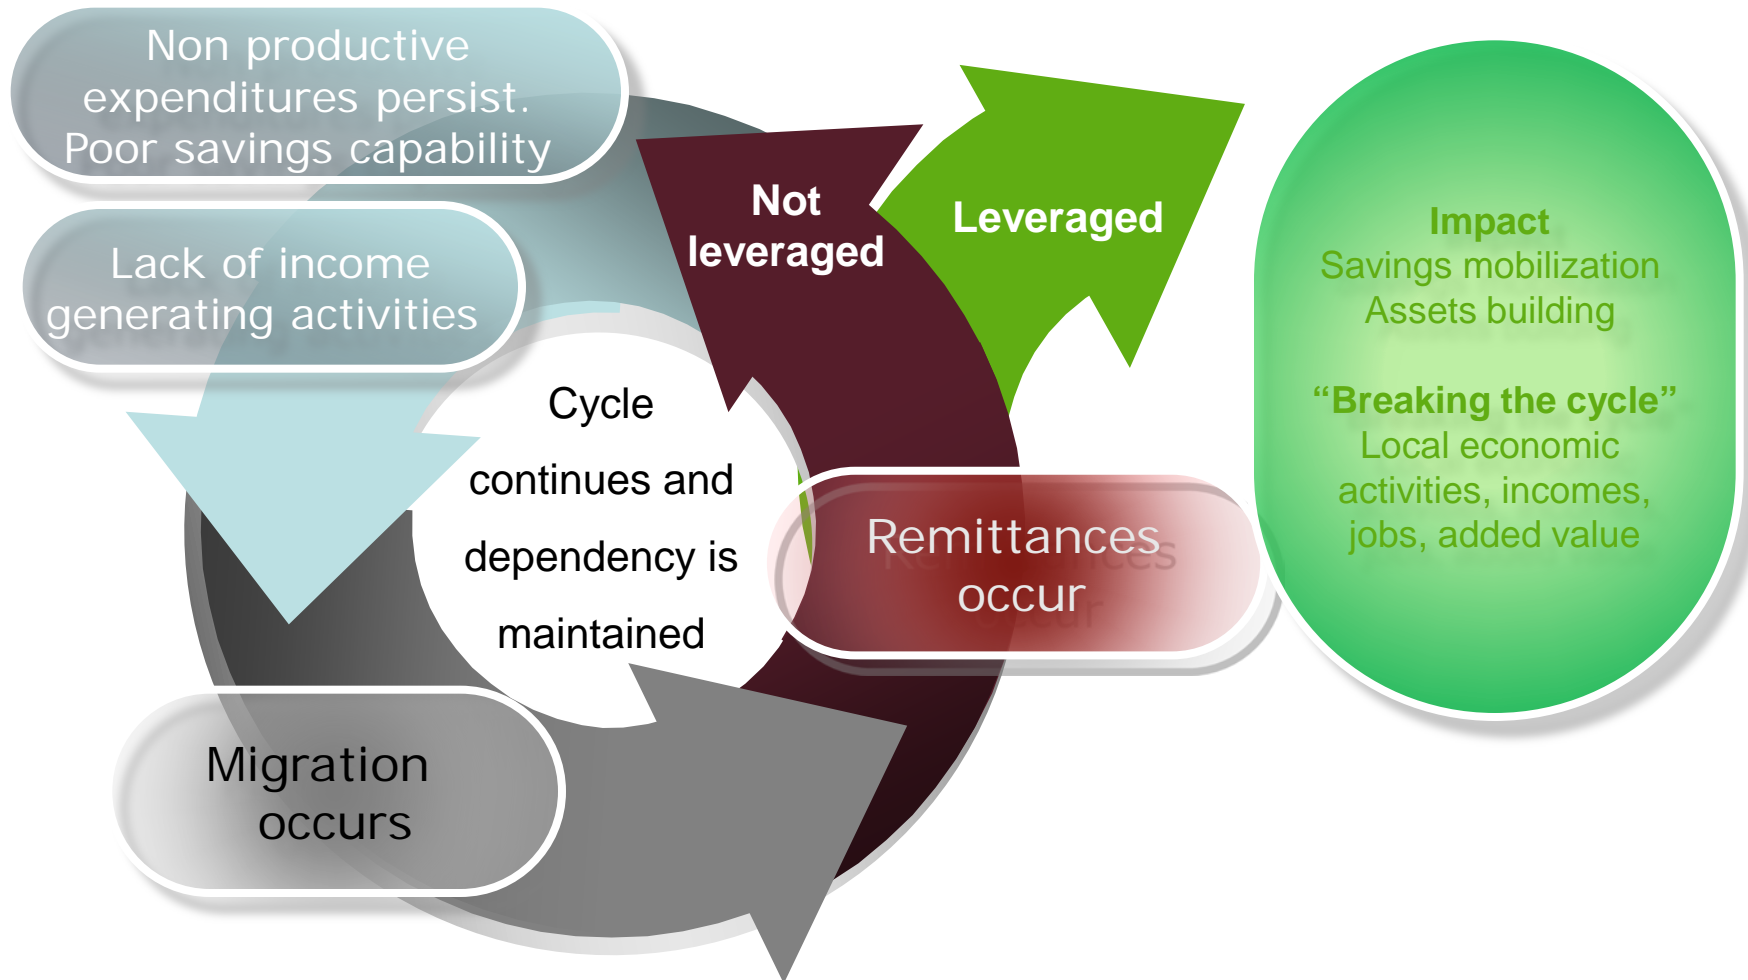 Non productive
expenditures persist.
Poor savings capability
Lack of income
generating activities
Not
leveraged
Leveraged
Cycle
continues and
dependency is
maintained
Remittances
occur
Migration
occurs
Impact
Savings mobilization
Assets building
“Breaking the cycle”
Local economic
activities, incomes,
jobs, added value